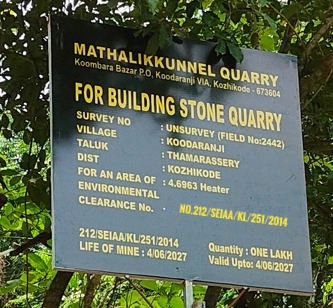 MATHALIKKUNNEL QUARRY
Koombara Bazar P.O, Koodaranji VIA, Kozhikode - 673604
FOR BUILDING STONE QUARRY
SURVEY NO : UNSURVEY (FIELD No:2442)
VILLAGE : KOODARANJI
TALUK : THAMARASSERY
DIST : KOZHIKODE
FOR AN AREA OF : 4.6963 Heater
ENVIRONMENTAL
CLEARANCE No. - NO.212/SEIAA/KL/251/2014
212/SEIAA/KL/251/2014
LIFE OF MINE : 4/06/2027
Quantity : ONE LAKH
Valid Upto: 4/06/2027